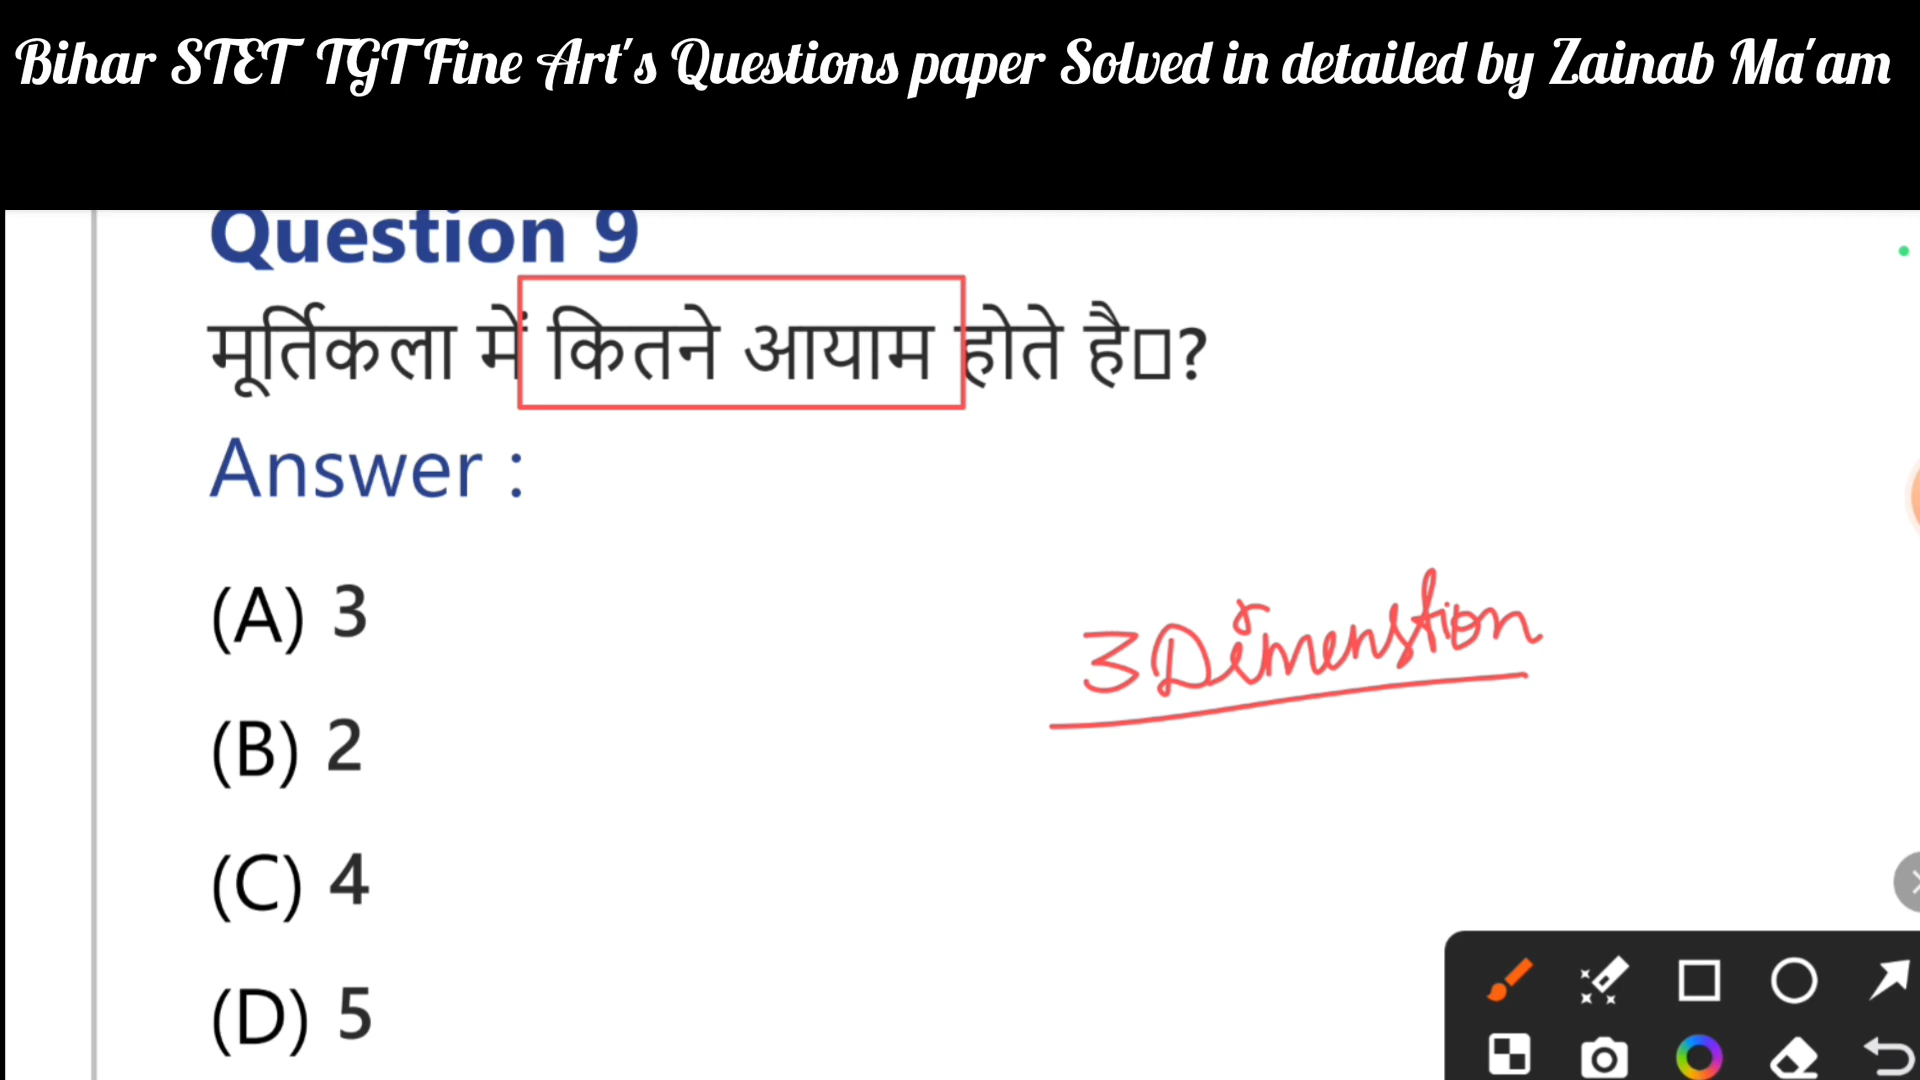 Bihar STET TGT Fine Art's Questions paper Solved in detailed by Zainab Ma'am
Question 9
मूर्तिकला में कितने आयाम होते है▯?
Answer :
(A) 3
3 Dimenstion
(B) 2
(C) 4
(D) 5